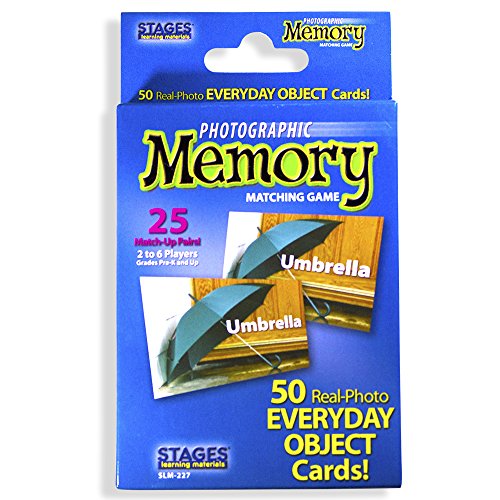 STAGES
learning materials
PHOTOGRAPHIC
Memory
MATCHING GAME
50 Real-Photo EVERYDAY OBJECT Cards!
PHOTOGRAPHIC
Memory
MATCHING GAME
25
Match-Up Pairs!
2 to 6 Players
Grades Pre-K and Up
Umbrella
Umbrella
50 Real-Photo
EVERYDAY
OBJECT
Cards!
STAGES
learning materials
SLM-227